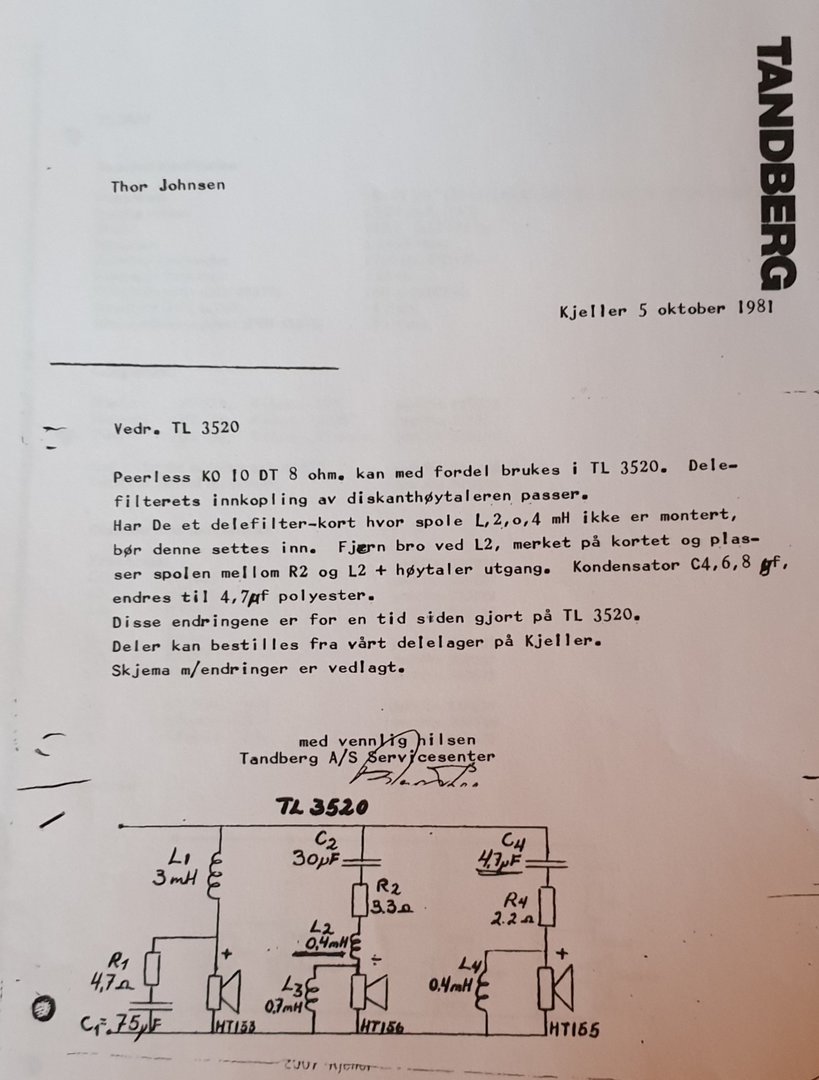 TANDBERG
Thor Johnsen
Kjeller 5 oktober 1981
Vedr. TL 3520
Peerless KO 10 DT 8 ohm. kan med fordel brukes i TL 3520. Dele-
filterets innkopling av diskanthøytaleren passer.
Har De et delefilter-kort hvor spole L,2,o,4 mH ikke er montert,
bør denne settes inn. Fjern bro ved L2, merket på kortet og plas-
ser spolen mellom R2 og L2 + høytaler utgang. Kondensator C4,6,8 µf,
endres til 4,7µf polyester.
Disse endringene er for en tid siden gjort på TL 3520.
Deler kan bestilles fra vårt delelager på Kjeller.
Skjema m/endringer er vedlagt.
med vennlig hilsen
Tandberg A/S Servicesenter
TL 3520
L1
3mH
C2
30µF
C4
4,7µF
R2
3.3Ω
R4
2.2Ω
L2
0,4mH
R1
4,7Ω
+
÷
+
L3
0,7mH
L4
0.4mH
C1=.75µF
HT153
HT156
HT155